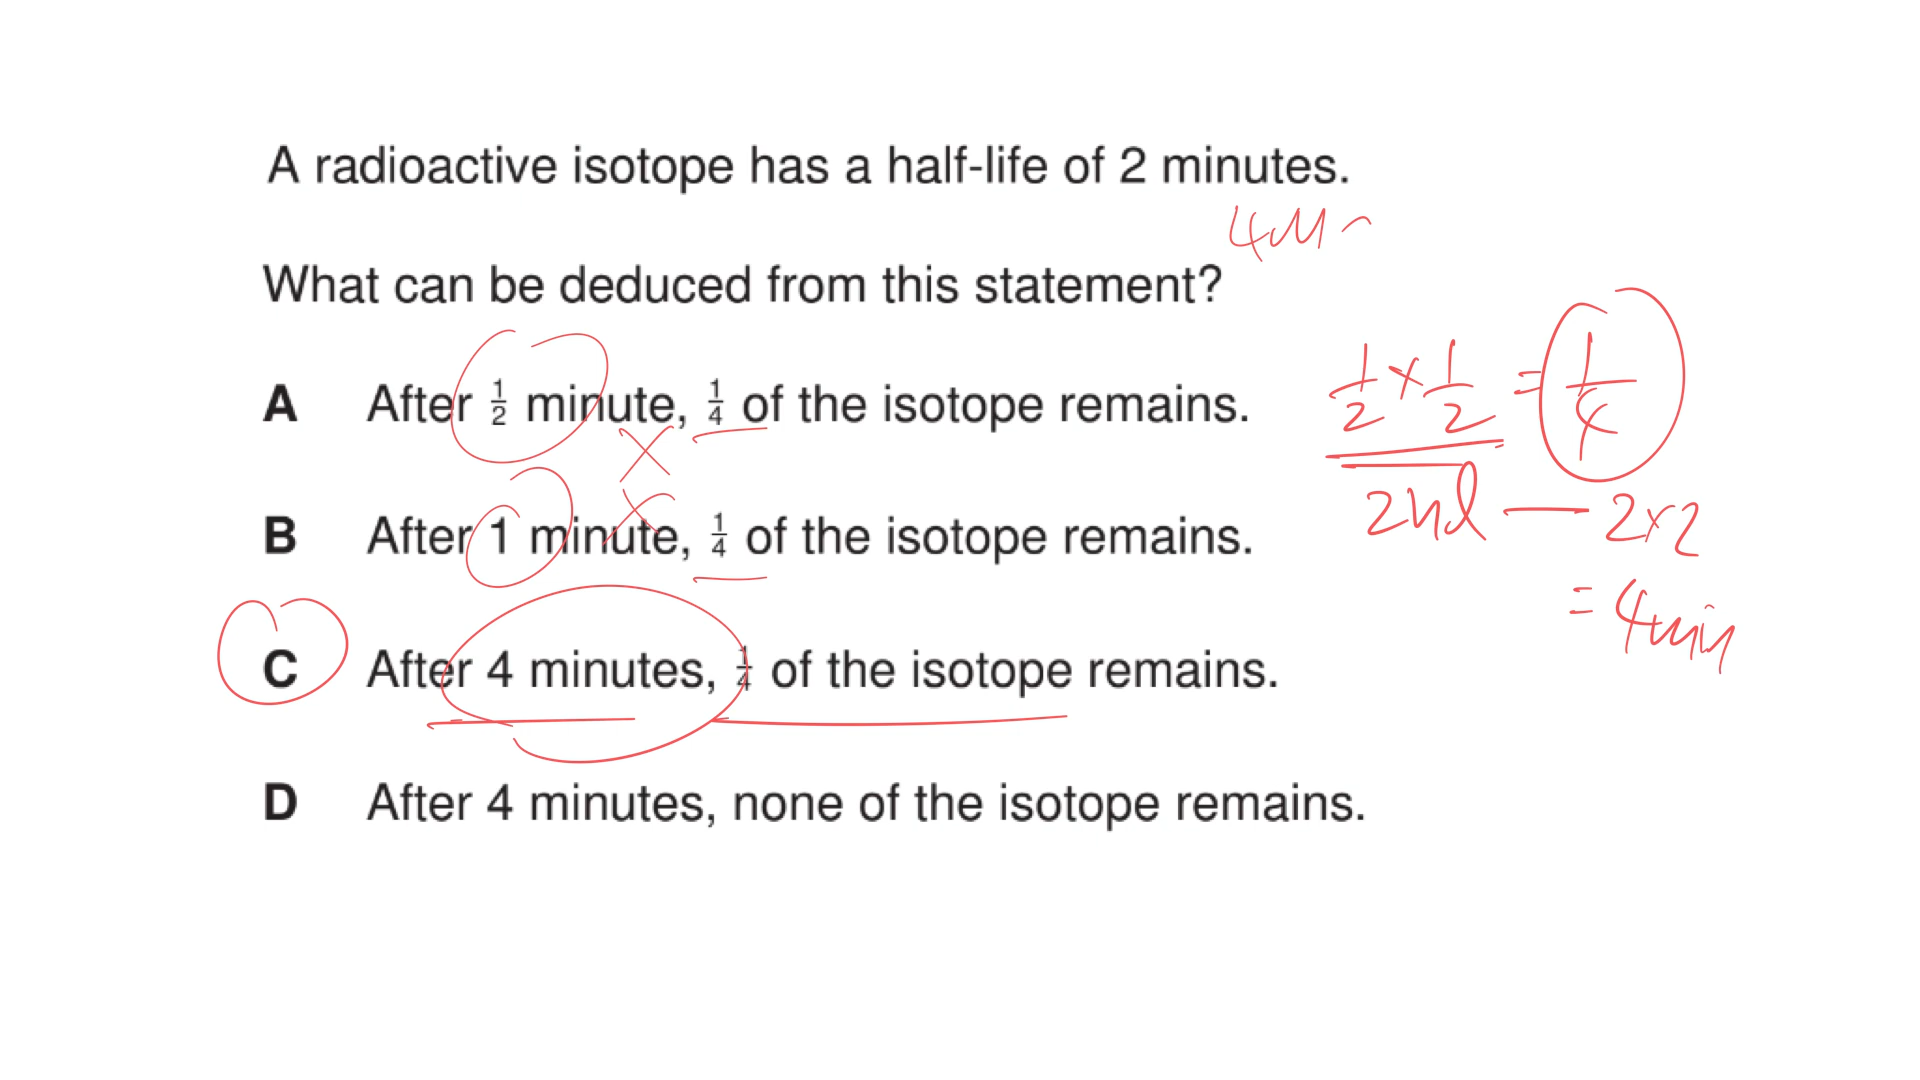 A radioactive isotope has a half-life of 2 minutes.
What can be deduced from this statement?
A After ½ minute, ¼ of the isotope remains.
B After 1 minute, ¼ of the isotope remains.
C After 4 minutes, ¼ of the isotope remains.
D After 4 minutes, none of the isotope remains.
1/2 × 1/2 = 1/4
2nd — 2×2
= 4min